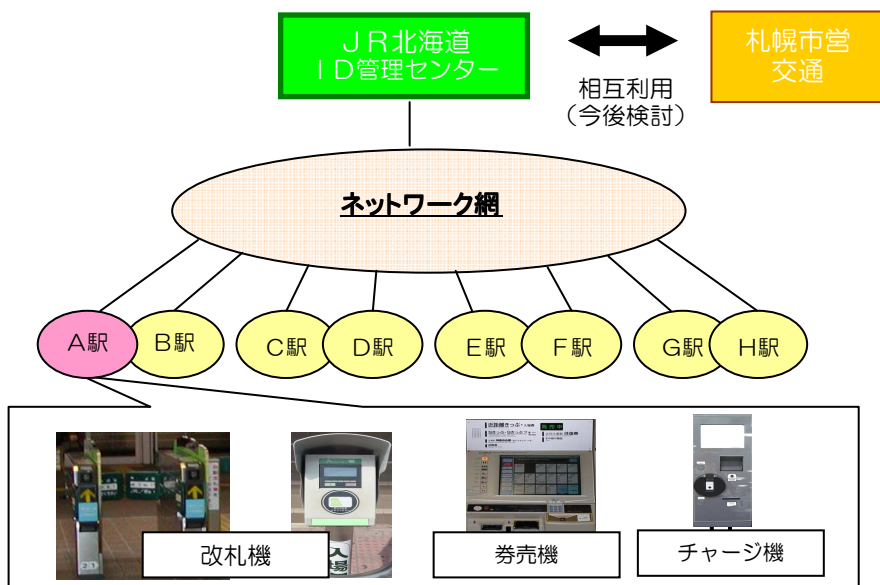 ＪＲ北海道
ＩＤ管理センター
札幌市営
交通
相互利用
（今後検討）
ネットワーク網
Ａ駅
Ｂ駅
Ｃ駅
Ｄ駅
Ｅ駅
Ｆ駅
Ｇ駅
Ｈ駅
改札機
入
場
券売機
チャージ機